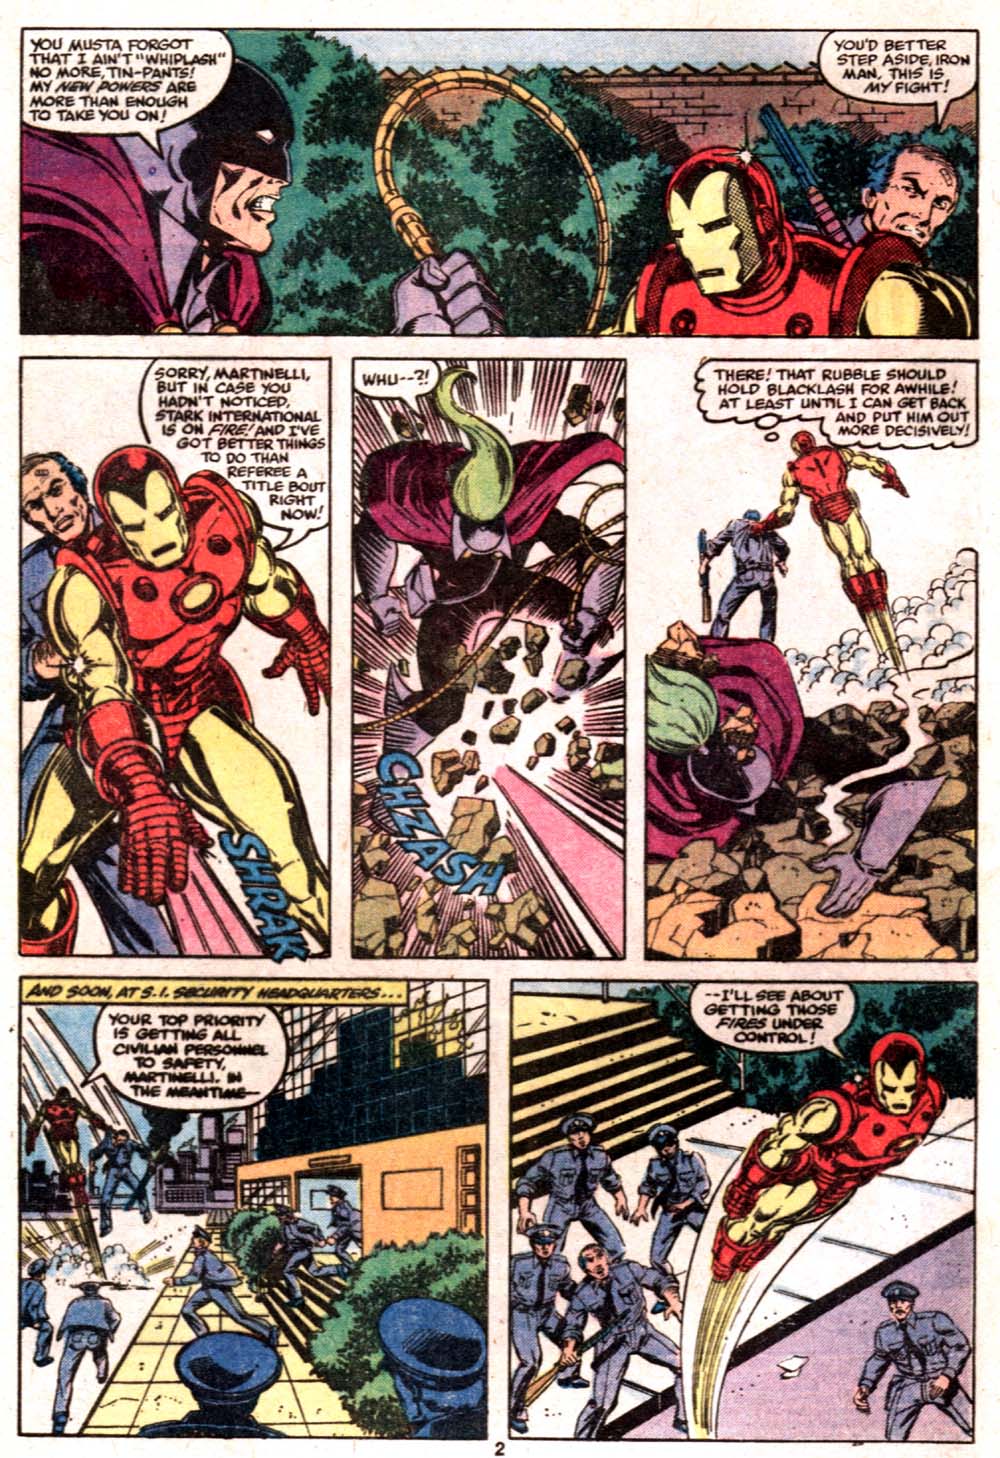 YOU MUSTA FORGOT
THAT I AIN'T "WHIPLASH"
NO MORE, TIN-PANTS!
MY NEW POWERS ARE
MORE THAN ENOUGH
TO TAKE YOU ON!
YOU'D BETTER
STEP ASIDE, IRON
MAN, THIS IS
MY FIGHT!
SORRY, MARTINELLI,
BUT IN CASE YOU
HADN'T NOTICED,
STARK INTERNATIONAL
IS ON FIRE! AND I'VE
GOT BETTER THINGS
TO DO THAN
REFEREE A
TITLE BOUT
RIGHT
NOW!
SHRAK
WHU--?!
CHZASH
THERE! THAT RUBBLE SHOULD
HOLD BLACKLASH FOR AWHILE!
AT LEAST UNTIL I CAN GET BACK
AND PUT HIM OUT
MORE DECISIVELY!
AND SOON, AT S.I. SECURITY HEADQUARTERS...
YOUR TOP PRIORITY
IS GETTING ALL
CIVILIAN PERSONNEL
TO SAFETY,
MARTINELLI. IN
THE MEANTIME--
--I'LL SEE ABOUT
GETTING THOSE
FIRES UNDER
CONTROL!
2